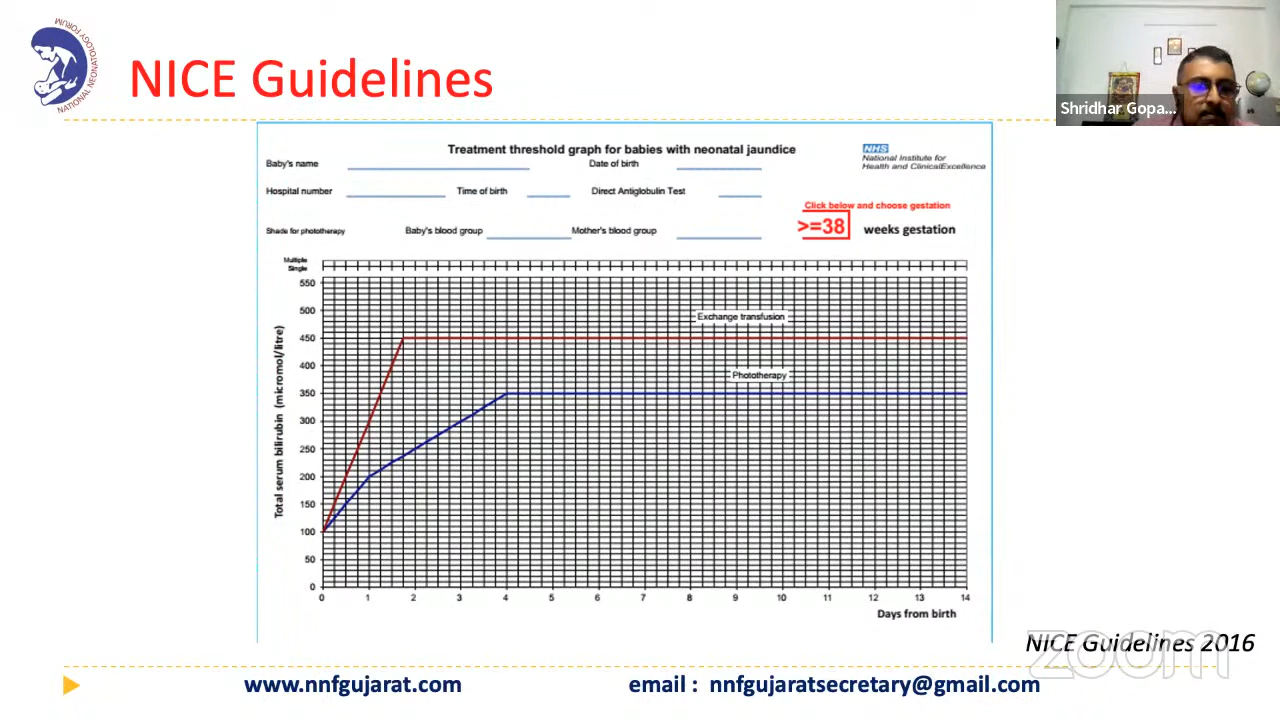 NATIONAL NEONATOLOGY FORUM
NICE Guidelines
Shridhar Gopa...
Treatment threshold graph for babies with neonatal jaundice
NHS
National Institute for
Health and ClinicalExcellence
Baby's name
Date of birth
Hospital number
Time of birth
Direct Antiglobulin Test
Click below and choose gestation
>=38 weeks gestation
Shade for phototherapy
Baby's blood group
Mother's blood group
Multiple
Single
550
500
450
400
350
300
250
200
150
100
50
0
Total serum bilirubin (micromol/litre)
Exchange transfusion
Phototherapy
0 1 2 3 4 5 6 7 8 9 10 11 12 13 14
Days from birth
NICE Guidelines 2016
zoom
www.nnfgujarat.com
email : nnfgujaratsecretary@gmail.com